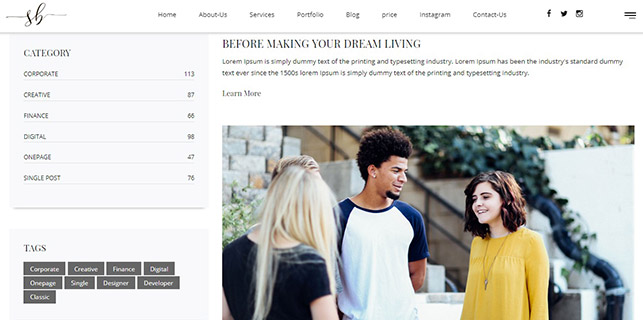 sb
Home About-Us Services Portfolio Blog price instagram Contact-Us
CATEGORY
CORPORATE 113
CREATIVE 87
FINANCE 66
DIGITAL 98
ONEPAGE 47
SINGLE POST 76
TAGS
Corporate Creative Finance Digital
Onepage Single Designer Developer
Classic
BEFORE MAKING YOUR DREAM LIVING
Lorem Ipsum is simply dummy text of the printing and typesetting industry. Lorem Ipsum has been the industry's standard dummy
text ever since the 1500s lorem Ipsum is simply dummy text of the printing and typesetting industry.
Learn More